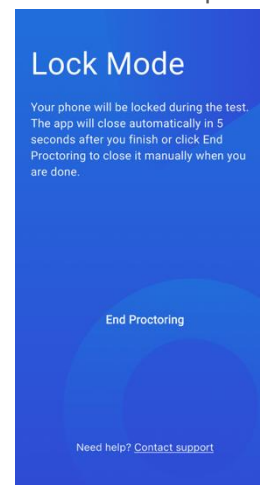 Lock Mode
Your phone will be locked during the test.
The app will close automatically in 5
seconds after you finish or click End
Proctoring to close it manually when you
are done.
End Proctoring
Need help? Contact support